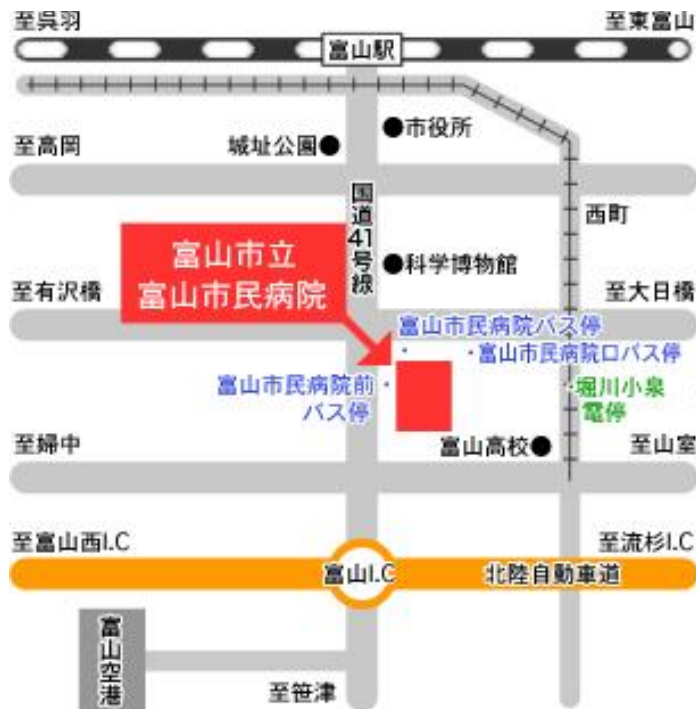 至呉羽
至東富山
富山駅
城址公園●
●市役所
至高岡
国道41号線
西町
富山市立
富山市民病院
●科学博物館
至有沢橋
至大日橋
富山市民病院バス停
・富山市民病院口バス停
富山市民病院前・
バス停
・堀川小泉
電停
至婦中
富山高校●
至山室
至富山西I.C
至流杉I.C
富山I.C
北陸自動車道
富山空港
至笹津